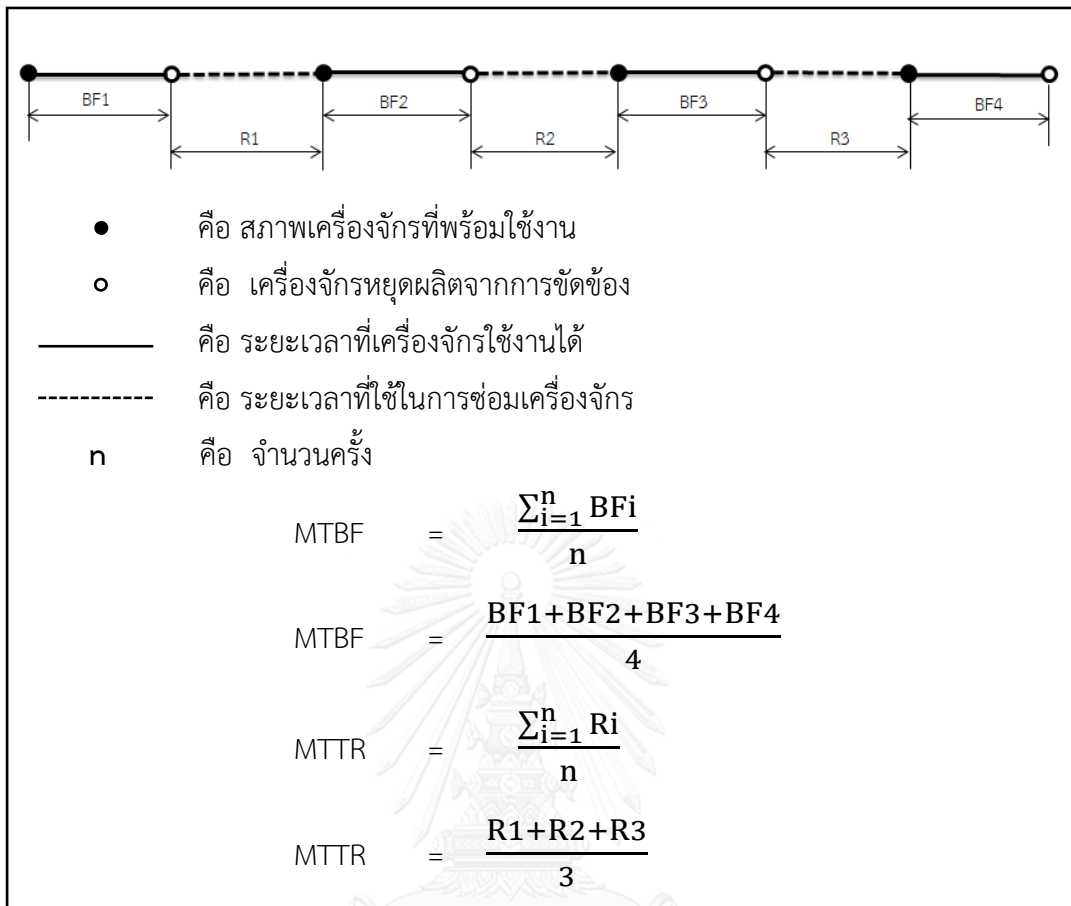 BF1 BF2 BF3 BF4
R1 R2 R3
คือ สภาพเครื่องจักรที่พร้อมใช้งาน
คือ เครื่องจักรหยุดผลิตจากการขัดข้อง
คือ ระยะเวลาที่เครื่องจักรใช้งานได้
คือ ระยะเวลาที่ใช้ในการซ่อมเครื่องจักร
n คือ จำนวนครั้ง
MTBF = \frac{\sum_{i=1}^{n} BFi}{n}
MTBF = \frac{BF1+BF2+BF3+BF4}{4}
MTTR = \frac{\sum_{i=1}^{n} Ri}{n}
MTTR = \frac{R1+R2+R3}{3}